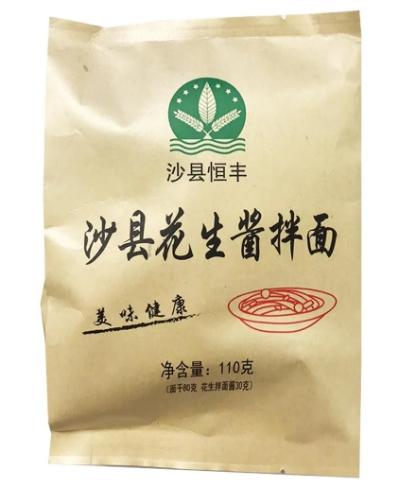 沙县恒丰
沙县花生酱拌面
美味健康
净含量：110克
（面干80克 花生拌面酱30克）